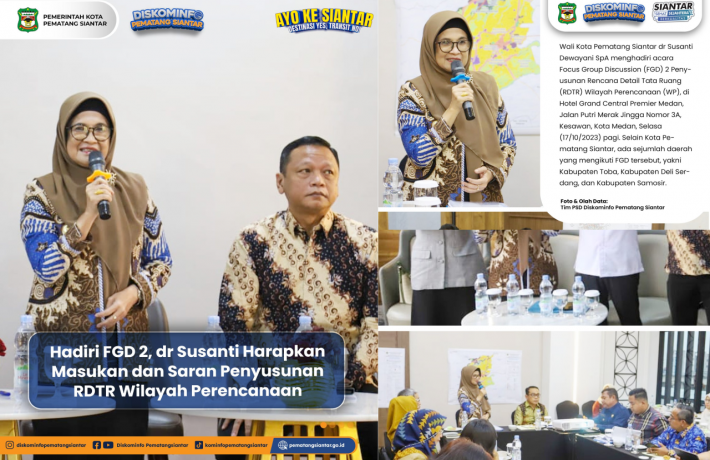 PEMERINTAH KOTA
PEMATANG SIANTAR
DISKOMINFO
PEMATANG SIANTAR
AYO KE SIANTAR
DESTINASI YES, TRANSIT NO
Hadiri FGD 2, dr Susanti Harapkan
Masukan dan Saran Penyusunan
RDTR Wilayah Perencanaan
diskominfopematangsiantar
Diskominfo Pematangsiantar
kominfopematangsiantar
pematangsiantar.go.id
DISKOMINFO
PEMATANG SIANTAR
SIANTAR
Wali Kota Pematang Siantar dr Susanti
Dewayani SpA menghadiri acara
Focus Group Discussion (FGD) 2 Peny-
usunan Rencana Detail Tata Ruang
(RDTR) Wilayah Perencanaan (WP), di
Hotel Grand Central Premier Medan,
Jalan Putri Merak Jingga Nomor 3A,
Kesawan, Kota Medan, Selasa
(17/10/2023) pagi. Selain Kota Pe-
matang Siantar, ada sejumlah daerah
yang mengikuti FGD tersebut, yakni
Kabupaten Toba, Kabupaten Deli Ser-
dang, dan Kabupaten Samosir.
Foto & Olah Data:
Tim PSD Diskominfo Pematang Siantar